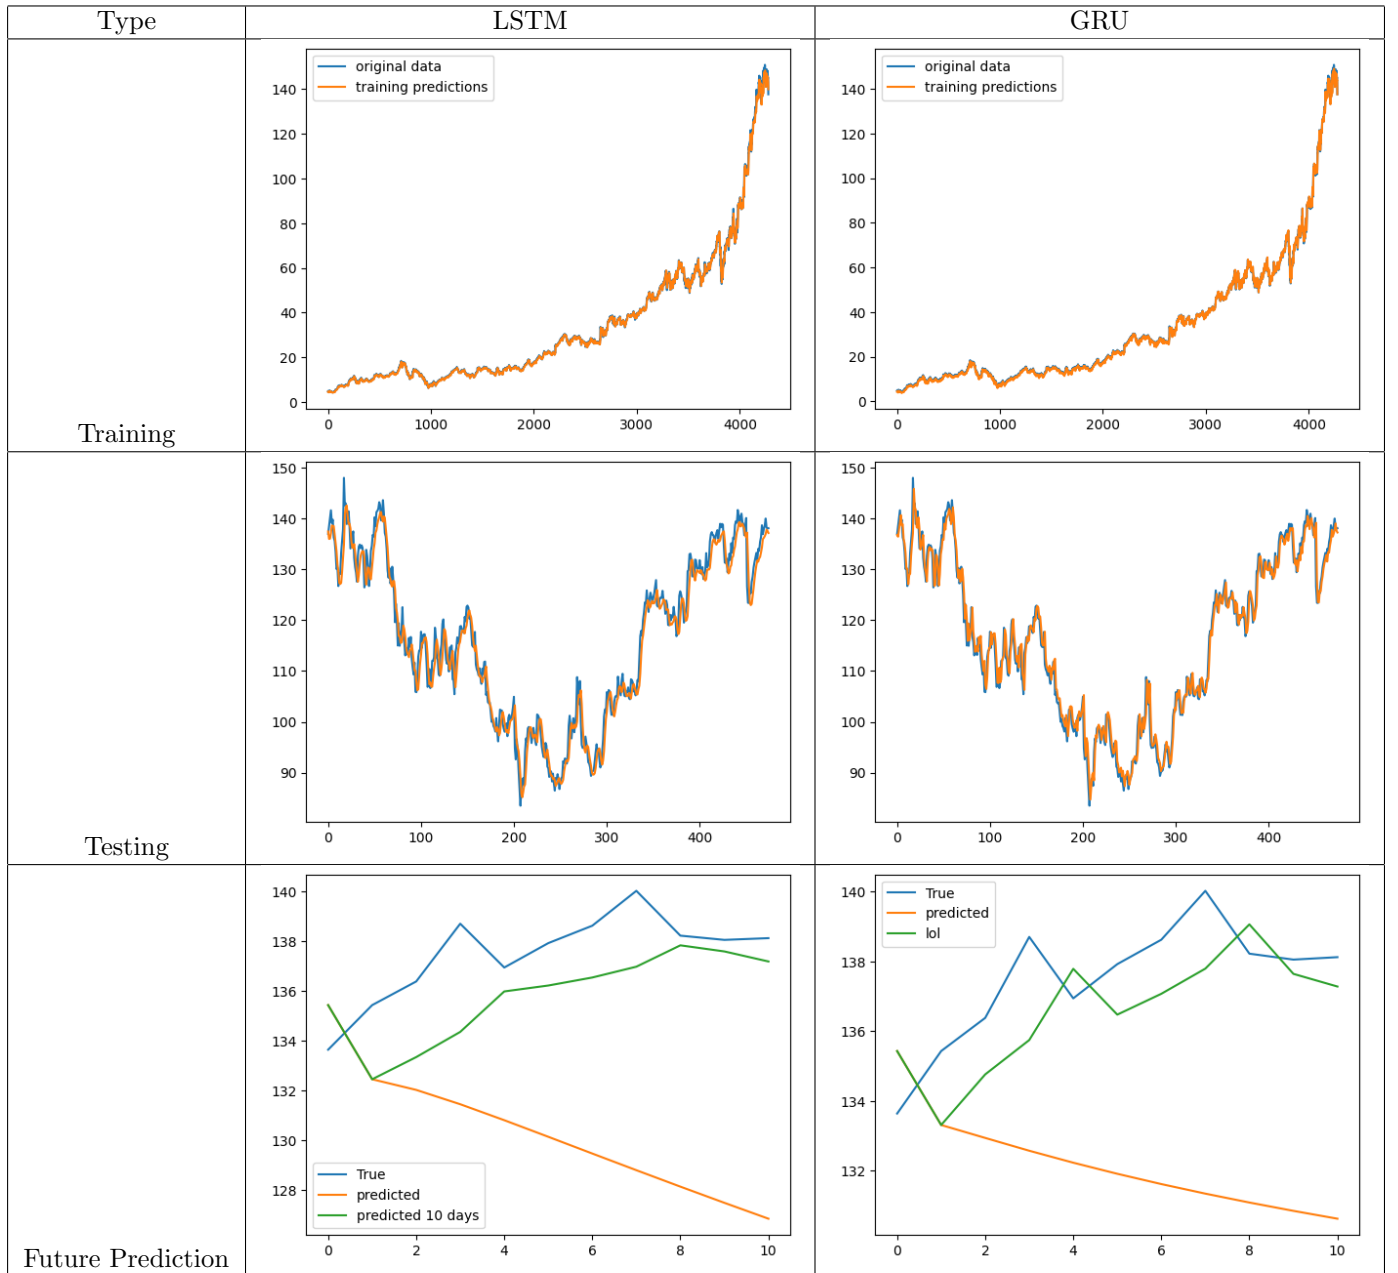 Type LSTM GRU
original data
training predictions
140
120
100
80
60
40
20
0
0 1000 2000 3000 4000
original data
training predictions
140
120
100
80
60
40
20
0
0 1000 2000 3000 4000
Training
150
140
130
120
110
100
90
0 100 200 300 400
150
140
130
120
110
100
90
0 100 200 300 400
Testing
140
138
136
134
132
130
128
True
predicted
predicted 10 days
0 2 4 6 8 10
True
predicted
lol
140
138
136
134
132
0 2 4 6 8 10
Future Prediction